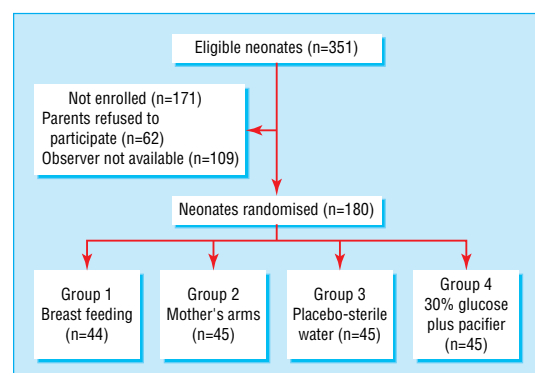 Eligible neonates (n=351)
Not enrolled (n=171)
Parents refused to
participate (n=62)
Observer not available (n=109)
Neonates randomised (n=180)
Group 1
Breast feeding
(n=44)
Group 2
Mother's arms
(n=45)
Group 3
Placebo-sterile
water (n=45)
Group 4
30% glucose
plus pacifier
(n=45)